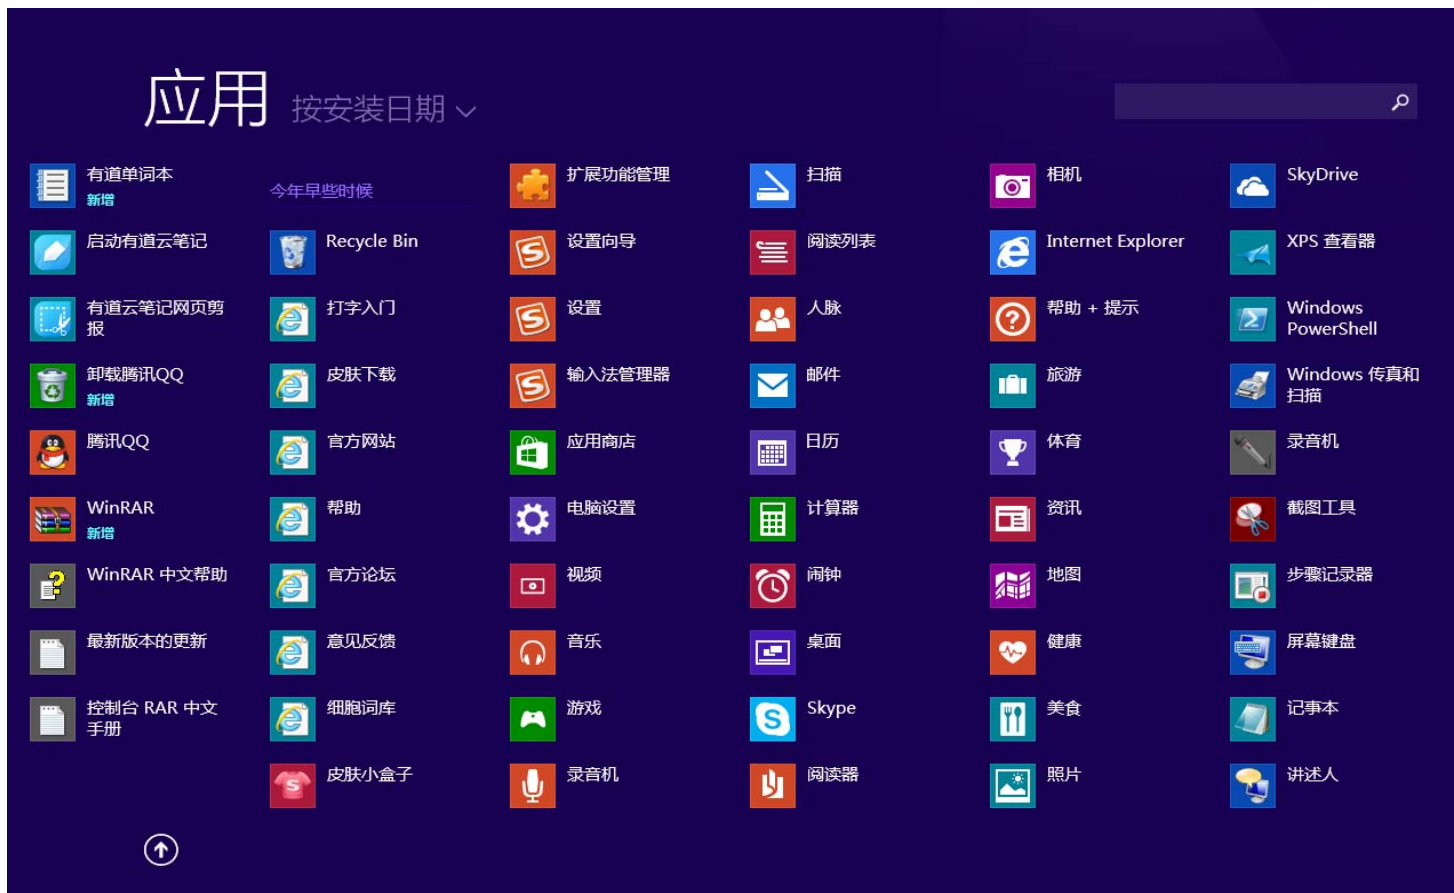 应用 按安装日期
有道单词本
新增
启动有道云笔记
有道云笔记网页剪
报
卸载腾讯QQ
新增
腾讯QQ
WinRAR
新增
WinRAR 中文帮助
最新版本的更新
控制台 RAR 中文
手册
今年早些时候
Recycle Bin
打字入门
皮肤下载
官方网站
帮助
官方论坛
意见反馈
细胞词库
皮肤小盒子
扩展功能管理
设置向导
设置
输入法管理器
应用商店
电脑设置
视频
音乐
游戏
录音机
扫描
阅读列表
人脉
邮件
日历
计算器
闹钟
桌面
Skype
阅读器
相机
Internet Explorer
帮助 + 提示
旅游
体育
资讯
地图
健康
美食
照片
SkyDrive
XPS 查看器
Windows
PowerShell
Windows 传真和
扫描
录音机
截图工具
步骤记录器
屏幕键盘
记事本
讲述人